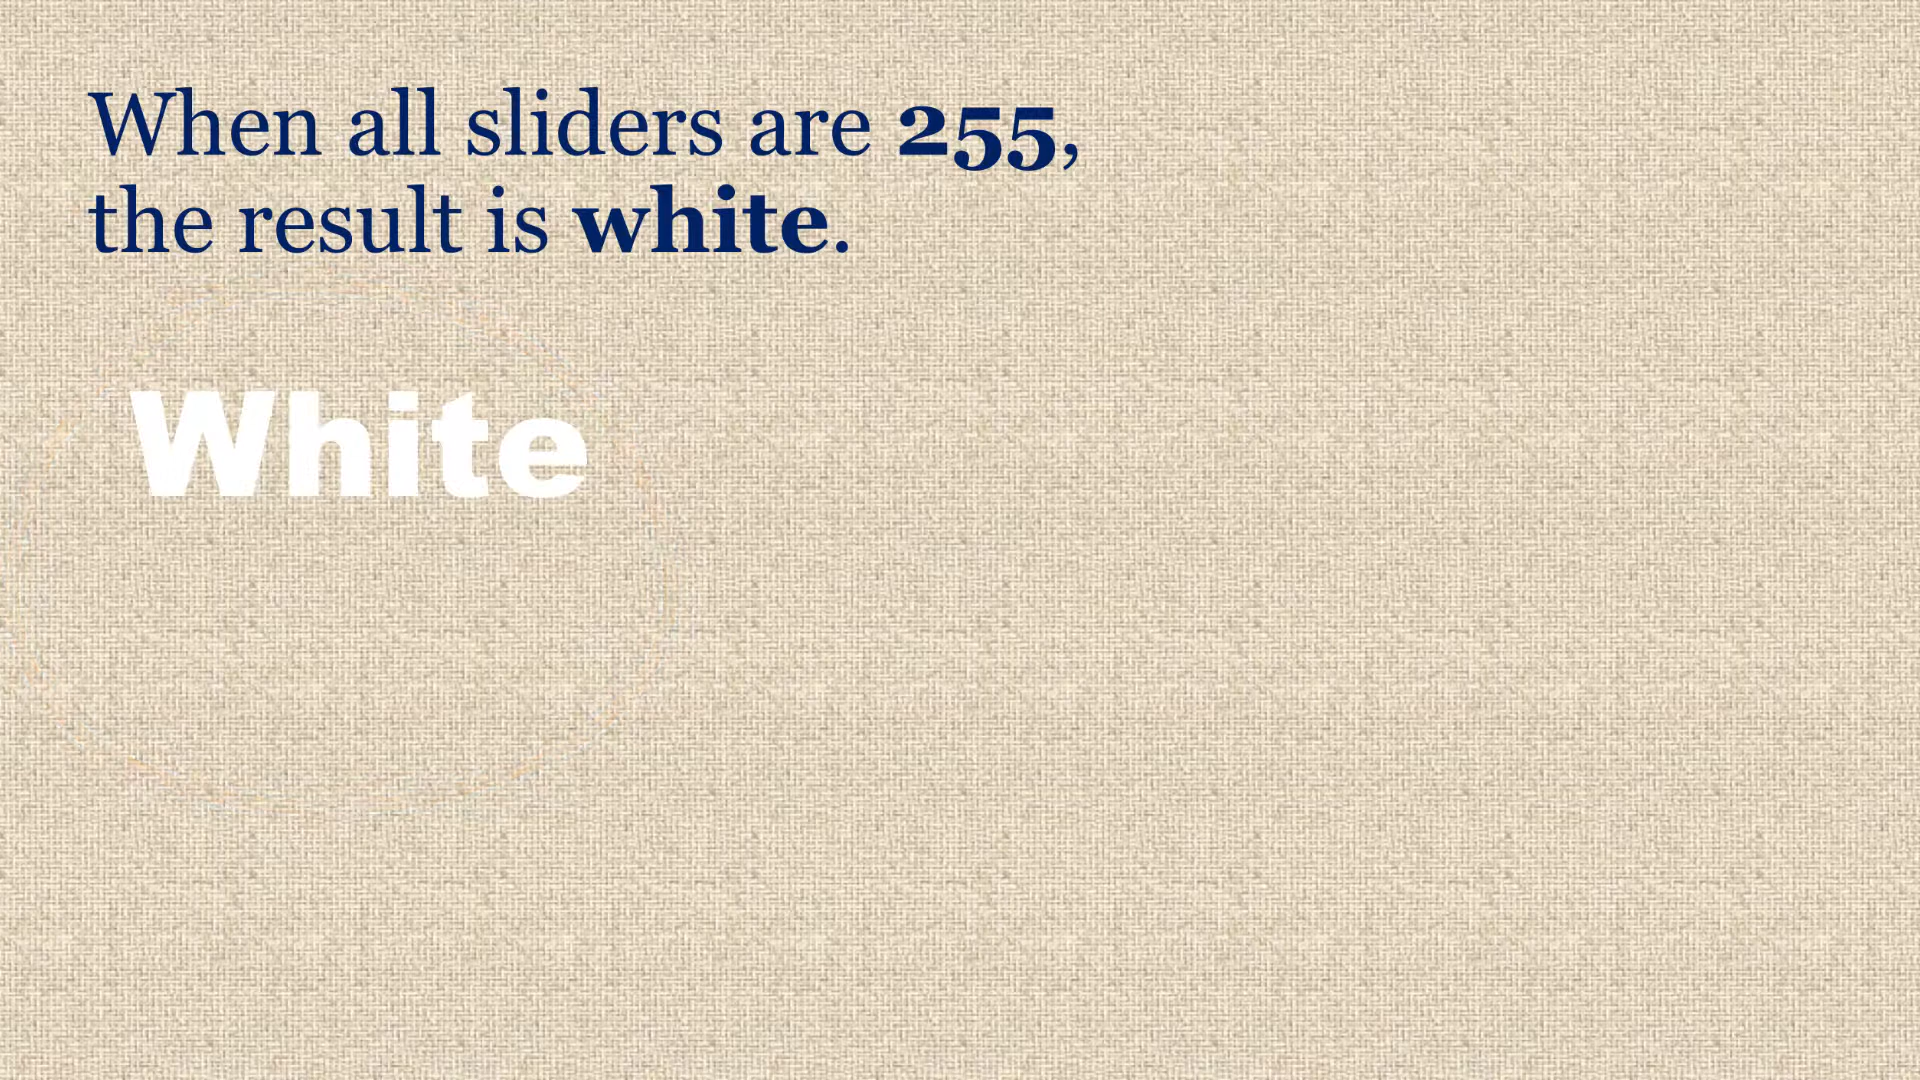 When all sliders are 255,
the result is white.
White